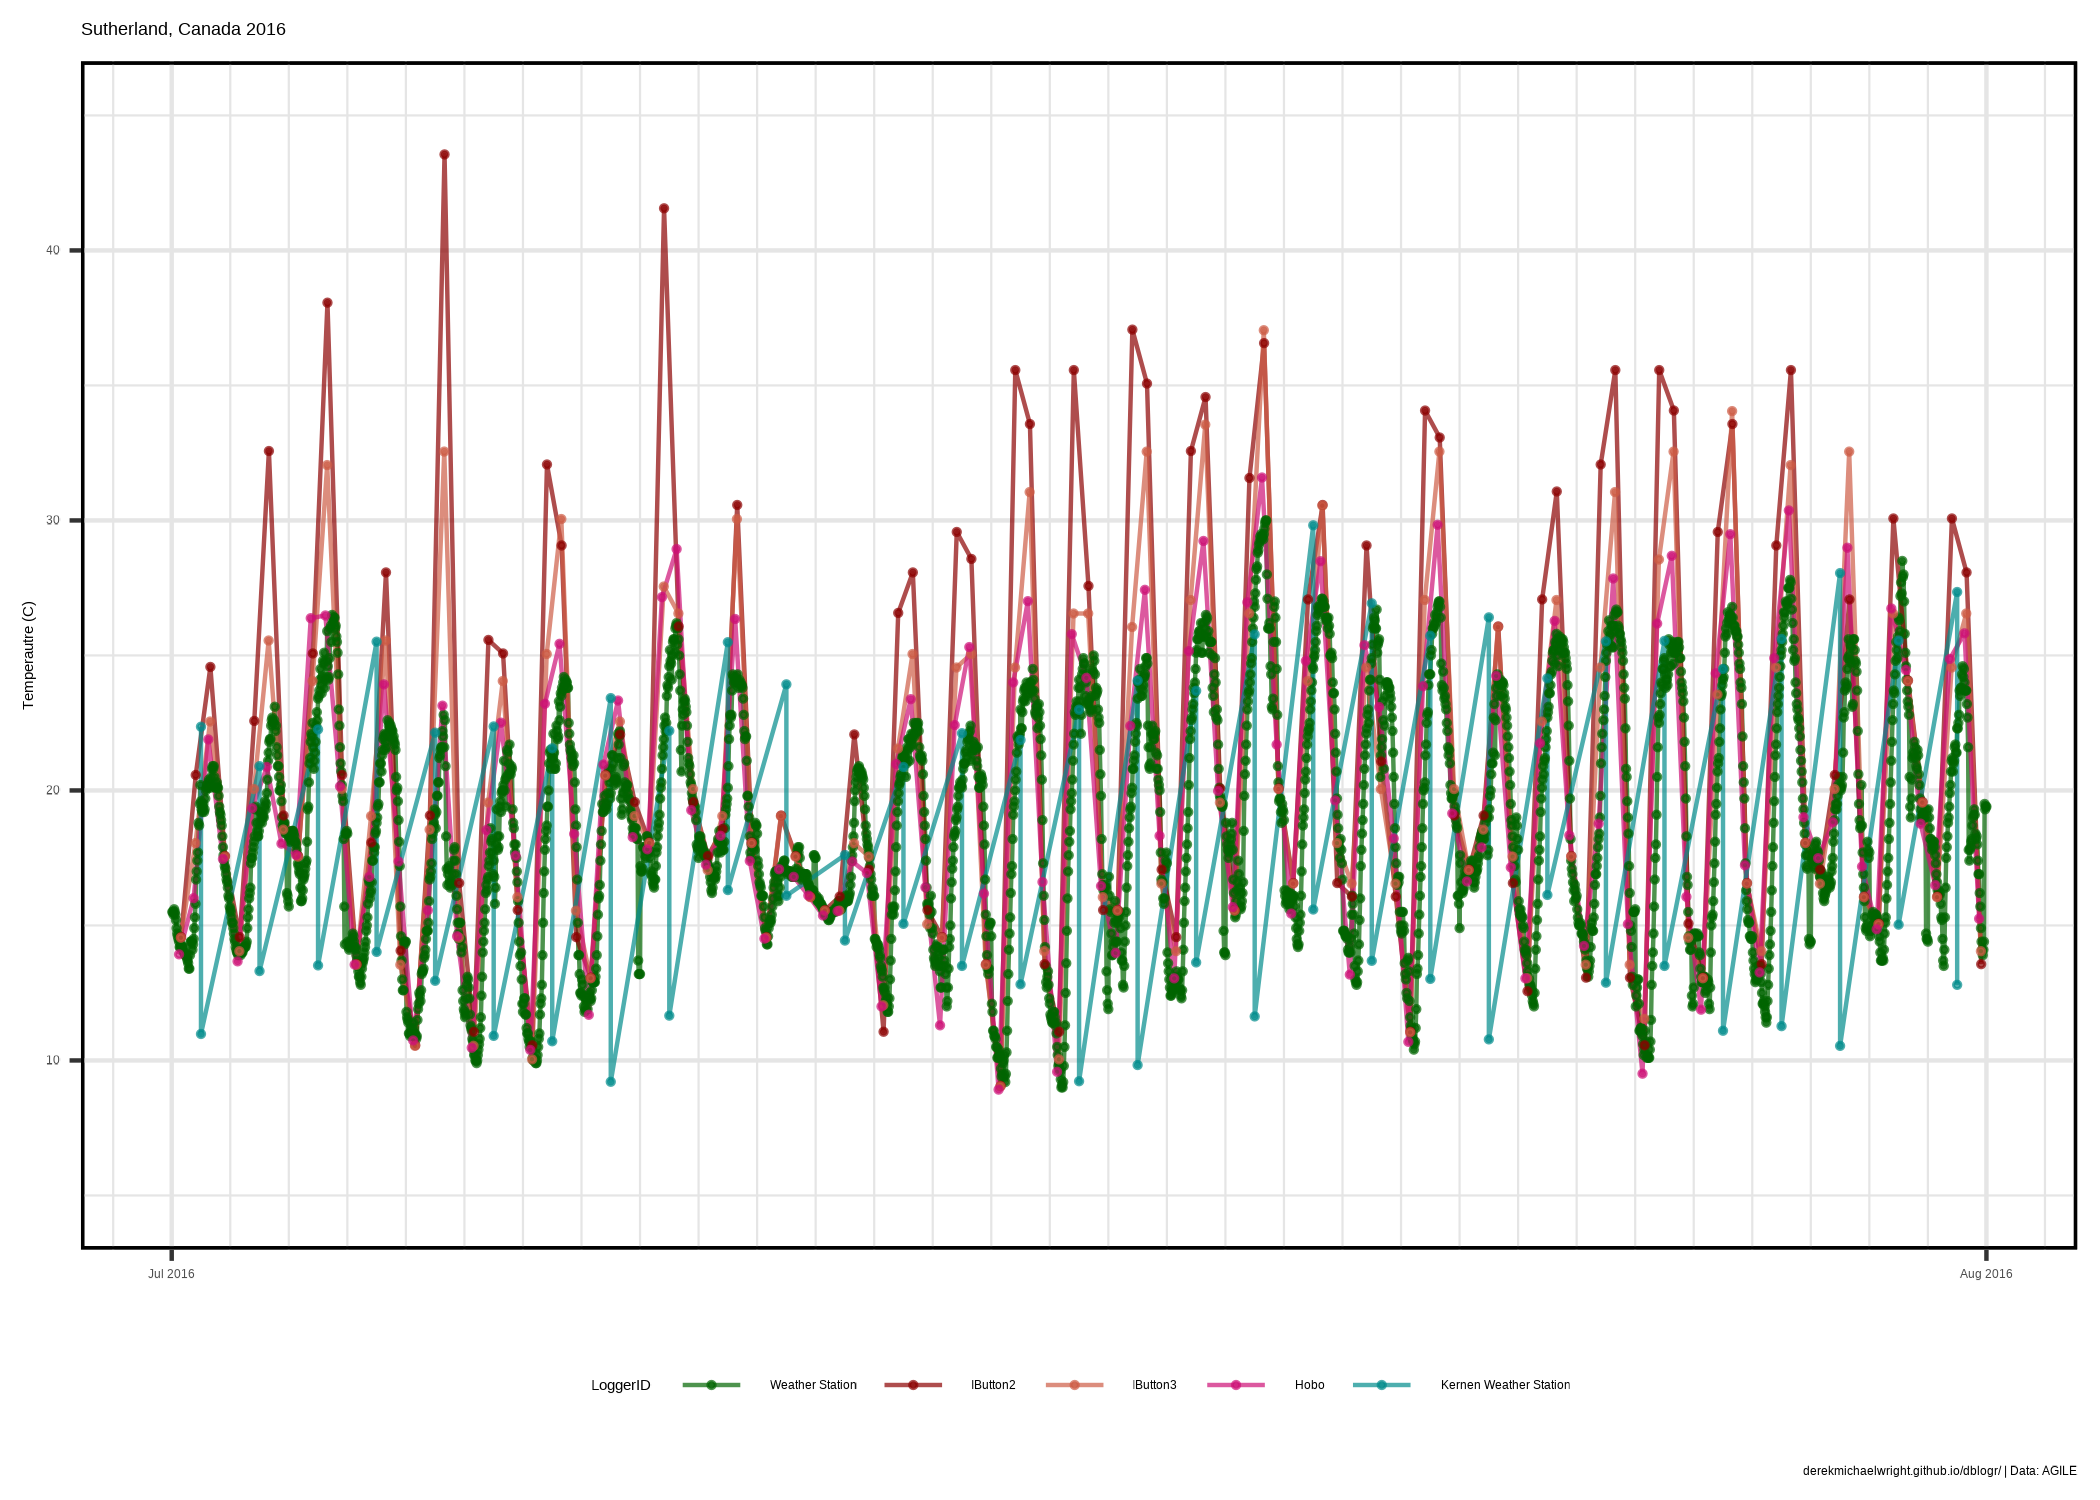 Sutherland, Canada 2016
Temperautre (C)
40
30
20
10
Jul 2016
Aug 2016
LoggerID
Weather Station
IButton2
IButton3
Hobo
Kernen Weather Station
derekmichaelwright.github.io/dblogr/ | Data: AGILE